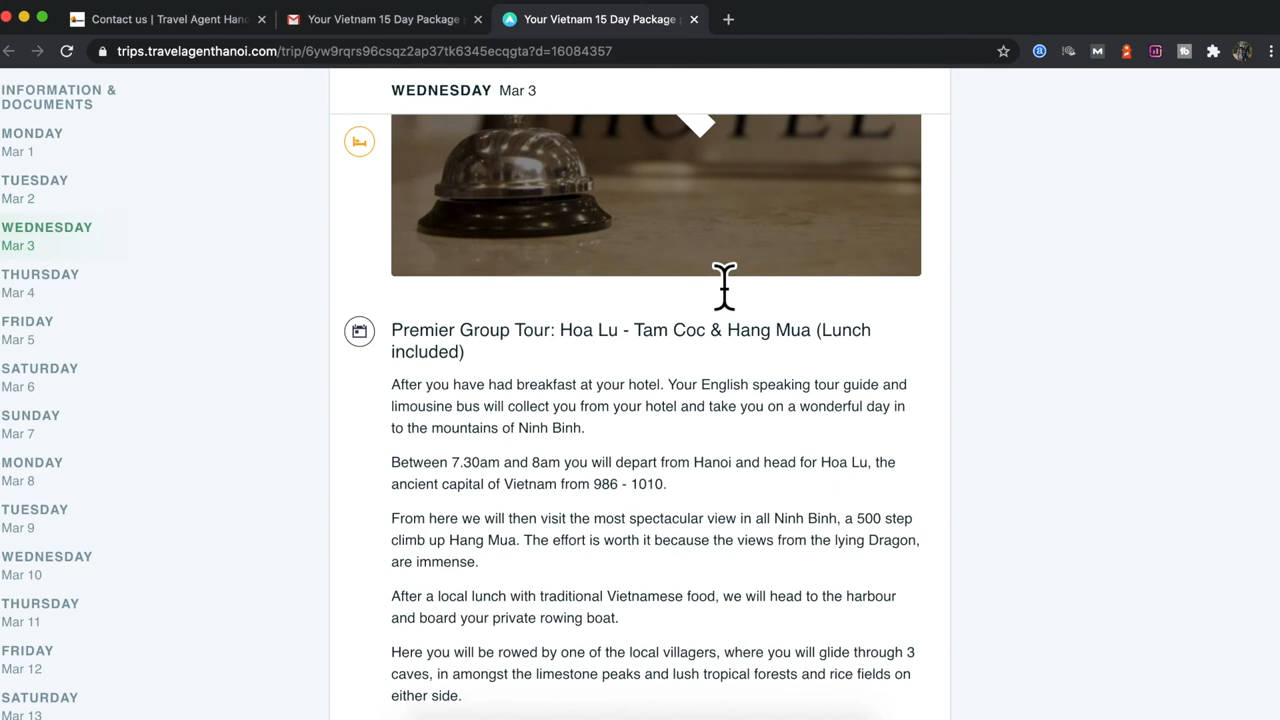 Contact us | Travel Agent Hano
Your Vietnam 15 Day Package
Your Vietnam 15 Day Package
trips.travelagenthanoi.com/trip/6yw9rqrs96csqz2ap37tk6345ecqgta?d=16084357
INFORMATION &
DOCUMENTS
MONDAY
Mar 1
TUESDAY
Mar 2
WEDNESDAY
Mar 3
THURSDAY
Mar 4
FRIDAY
Mar 5
SATURDAY
Mar 6
SUNDAY
Mar 7
MONDAY
Mar 8
TUESDAY
Mar 9
WEDNESDAY
Mar 10
THURSDAY
Mar 11
FRIDAY
Mar 12
SATURDAY
Mar 13
WEDNESDAY Mar 3
HOTEL
Premier Group Tour: Hoa Lu - Tam Coc & Hang Mua (Lunch
included)
After you have had breakfast at your hotel. Your English speaking tour guide and
limousine bus will collect you from your hotel and take you on a wonderful day in
to the mountains of Ninh Binh.
Between 7.30am and 8am you will depart from Hanoi and head for Hoa Lu, the
ancient capital of Vietnam from 986 - 1010.
From here we will then visit the most spectacular view in all Ninh Binh, a 500 step
climb up Hang Mua. The effort is worth it because the views from the lying Dragon,
are immense.
After a local lunch with traditional Vietnamese food, we will head to the harbour
and board your private rowing boat.
Here you will be rowed by one of the local villagers, where you will glide through 3
caves, in amongst the limestone peaks and lush tropical forests and rice fields on
either side.